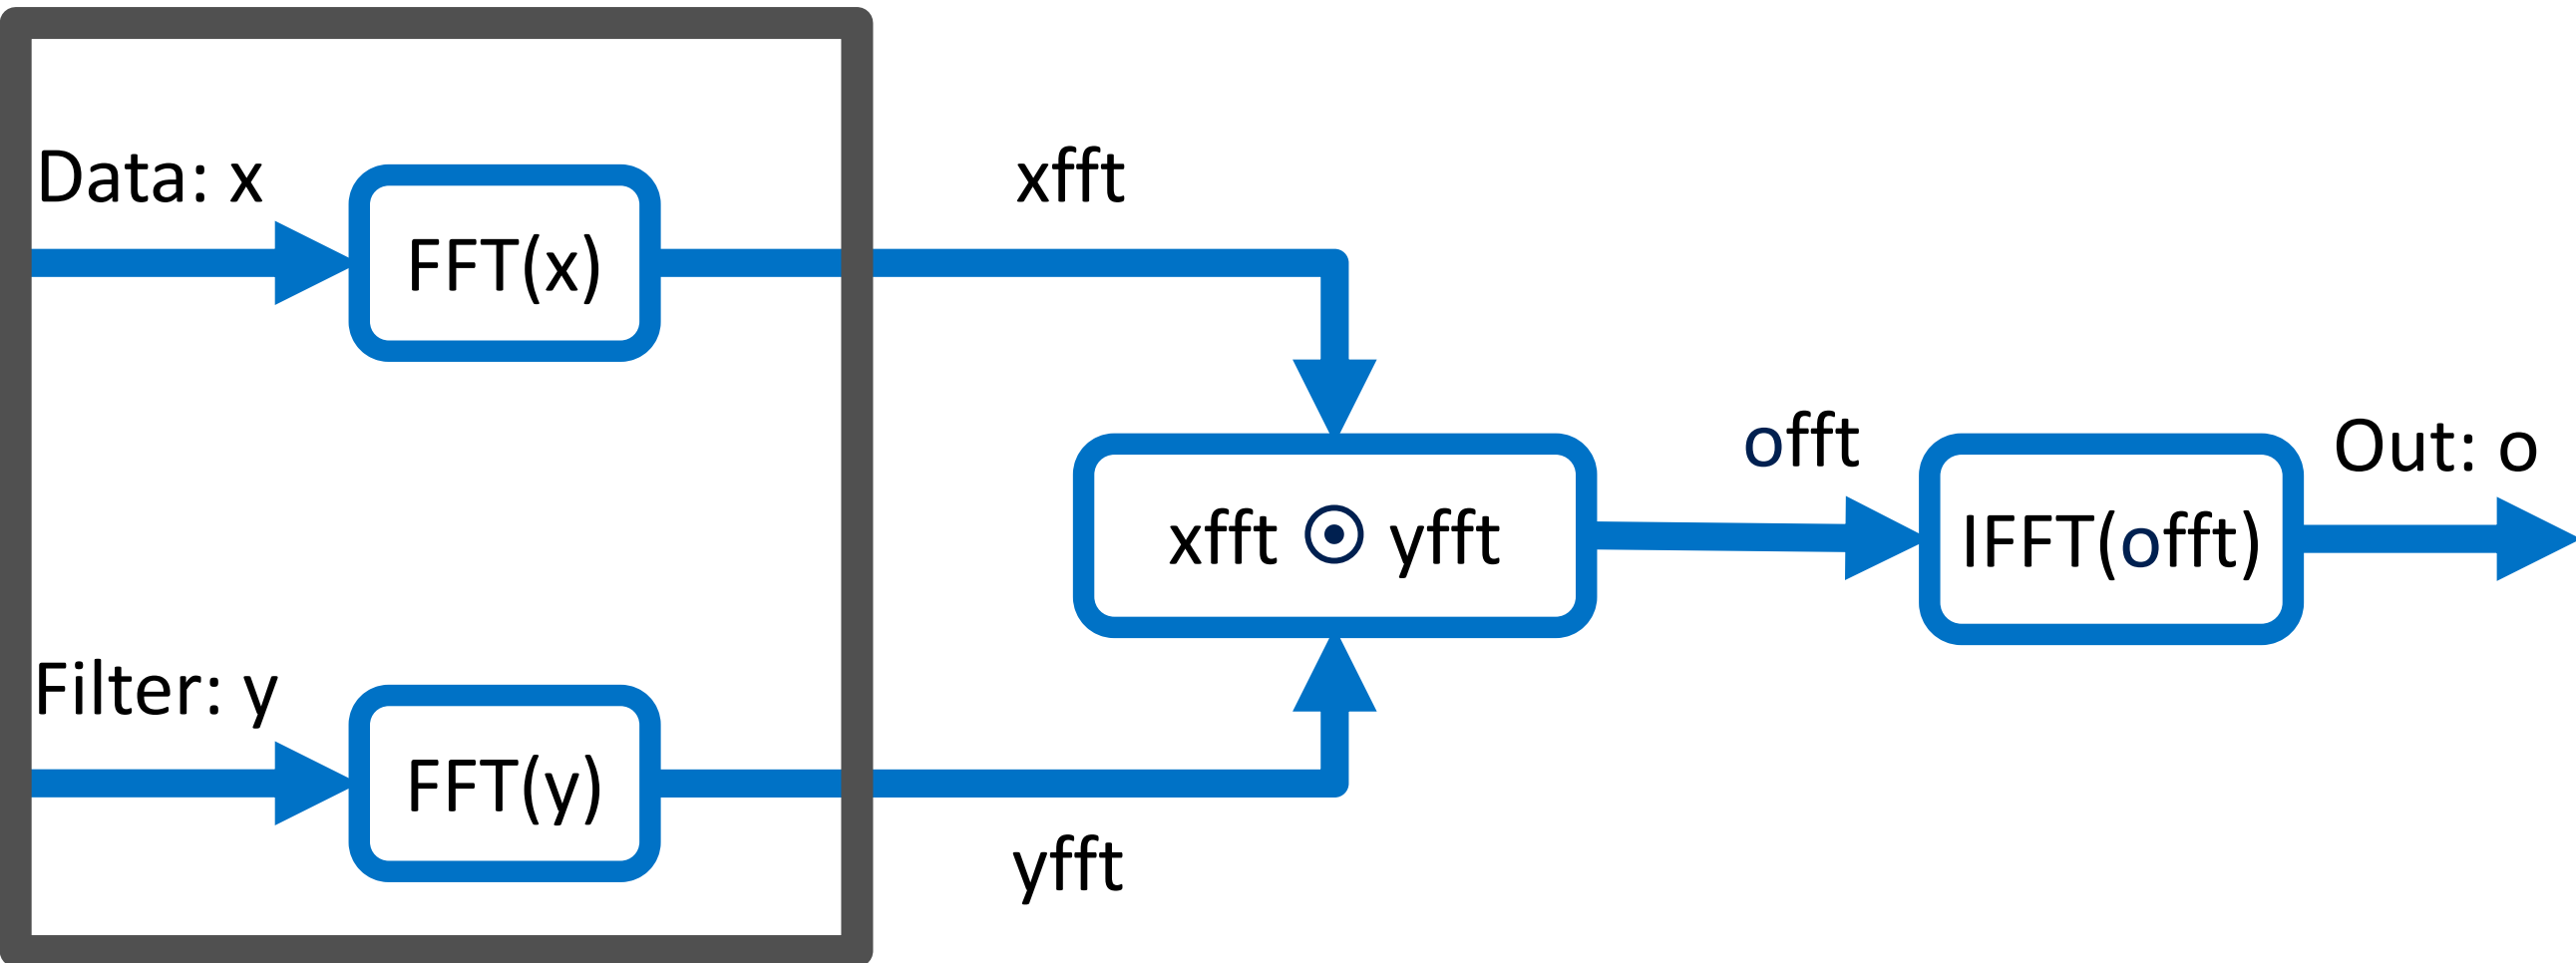 Data: x
FFT(x)
xfft
xfft ⊙ yfft
offt
IFFT(offt)
Out: o
Filter: y
FFT(y)
yfft